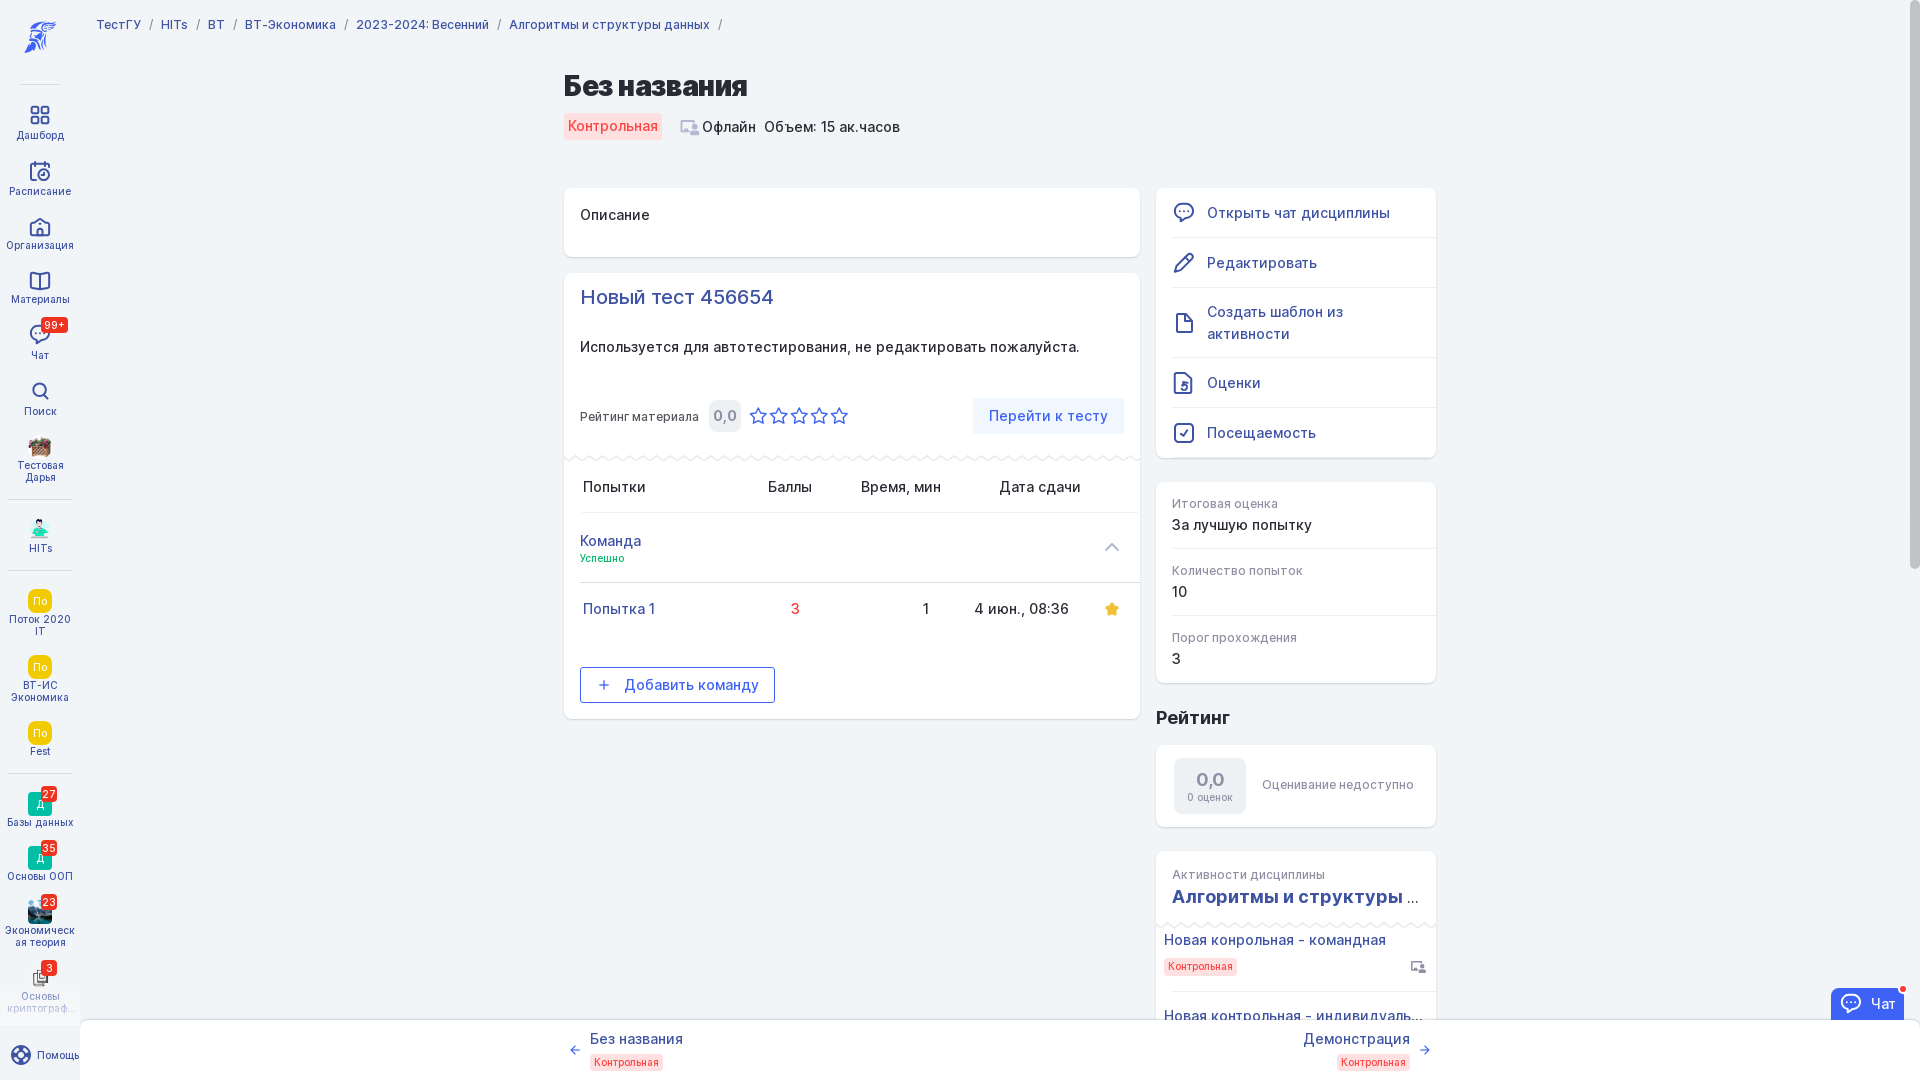 ТестГУ / HITs / ВТ / ВТ-Экономика / 2023-2024: Весенний / Алгоритмы и структуры данных /
Дашборд
Расписание
Организация
Материалы
99+
Чат
Поиск
Тестовая
Дарья
HITs
По
Поток 2020
IT
По
ВТ-ИС
Экономика
По
Fest
27
Д
Базы данных
35
Д
Основы ООП
23
Экономическ
ая теория
3
Основы
криптограф...
Помощь
Без названия
Контрольная
Офлайн Объем: 15 ак.часов
Описание
Новый тест 456654
Используется для автотестирования, не редактировать пожалуйста.
Рейтинг материала 0,0
Перейти к тесту
Попытки Баллы Время, мин Дата сдачи
Команда
Успешно
Попытка 1 3 1 4 июн., 08:36
+ Добавить команду
Открыть чат дисциплины
Редактировать
Создать шаблон из
активности
5
Оценки
Посещаемость
Итоговая оценка
За лучшую попытку
Количество попыток
10
Порог прохождения
3
Рейтинг
0,0
0 оценок
Оценивание недоступно
Активности дисциплины
Алгоритмы и структуры ...
Новая конрольная - командная
Контрольная
Новая контрольная - индивидуаль...
Чат
Без названия
Контрольная
Демонстрация
Контрольная